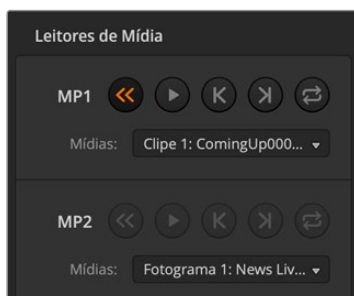 Leitores de Mídia
MP1
Mídias: Clipe 1: ComingUp000...
MP2
Mídias: Fotograma 1: News Liv...